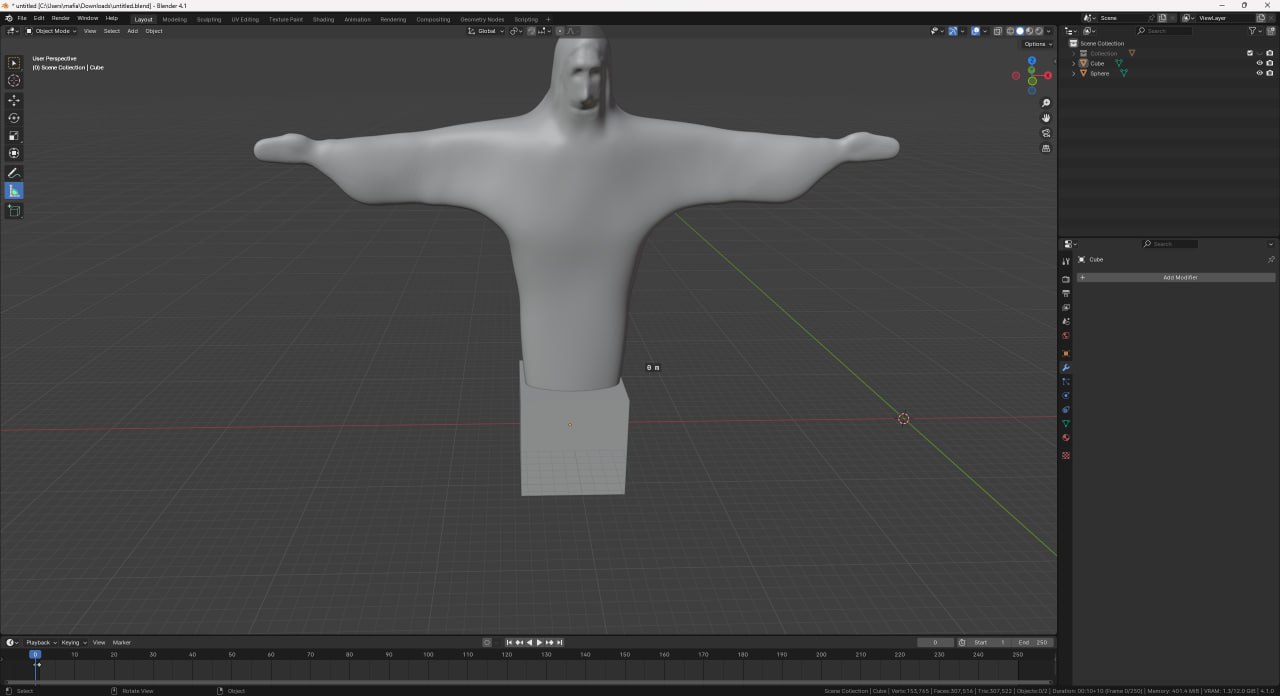 * untitled [C:\Users\mafia\Downloads\untitled.blend] - Blender 4.1
File Edit Render Window Help Layout Modeling Sculpting UV Editing Texture Paint Shading Animation Rendering Compositing Geometry Nodes Scripting + Scene ViewLayer
Object Mode View Select Add Object Global Search
Options
Scene Collection
Collection
Cube
Sphere
User Perspective
(0) Scene Collection | Cube
Z
X
Search
Cube
+ Add Modifier
0 m
Playback Keying View Marker 0 Start 1 End 250
0 10 20 30 40 50 60 70 80 90 100 110 120 130 140 150 160 170 180 190 200 210 220 230 240 250
Select Rotate View Object Scene Collection | Cube | Verts:153,765 | Faces:307,516 | Tris:307,522 | Objects:0/2 | Duration: 00:10+10 (Frame 0/250) | Memory: 401.4 MiB | VRAM: 1.3/12.0 GiB | 4.1.0